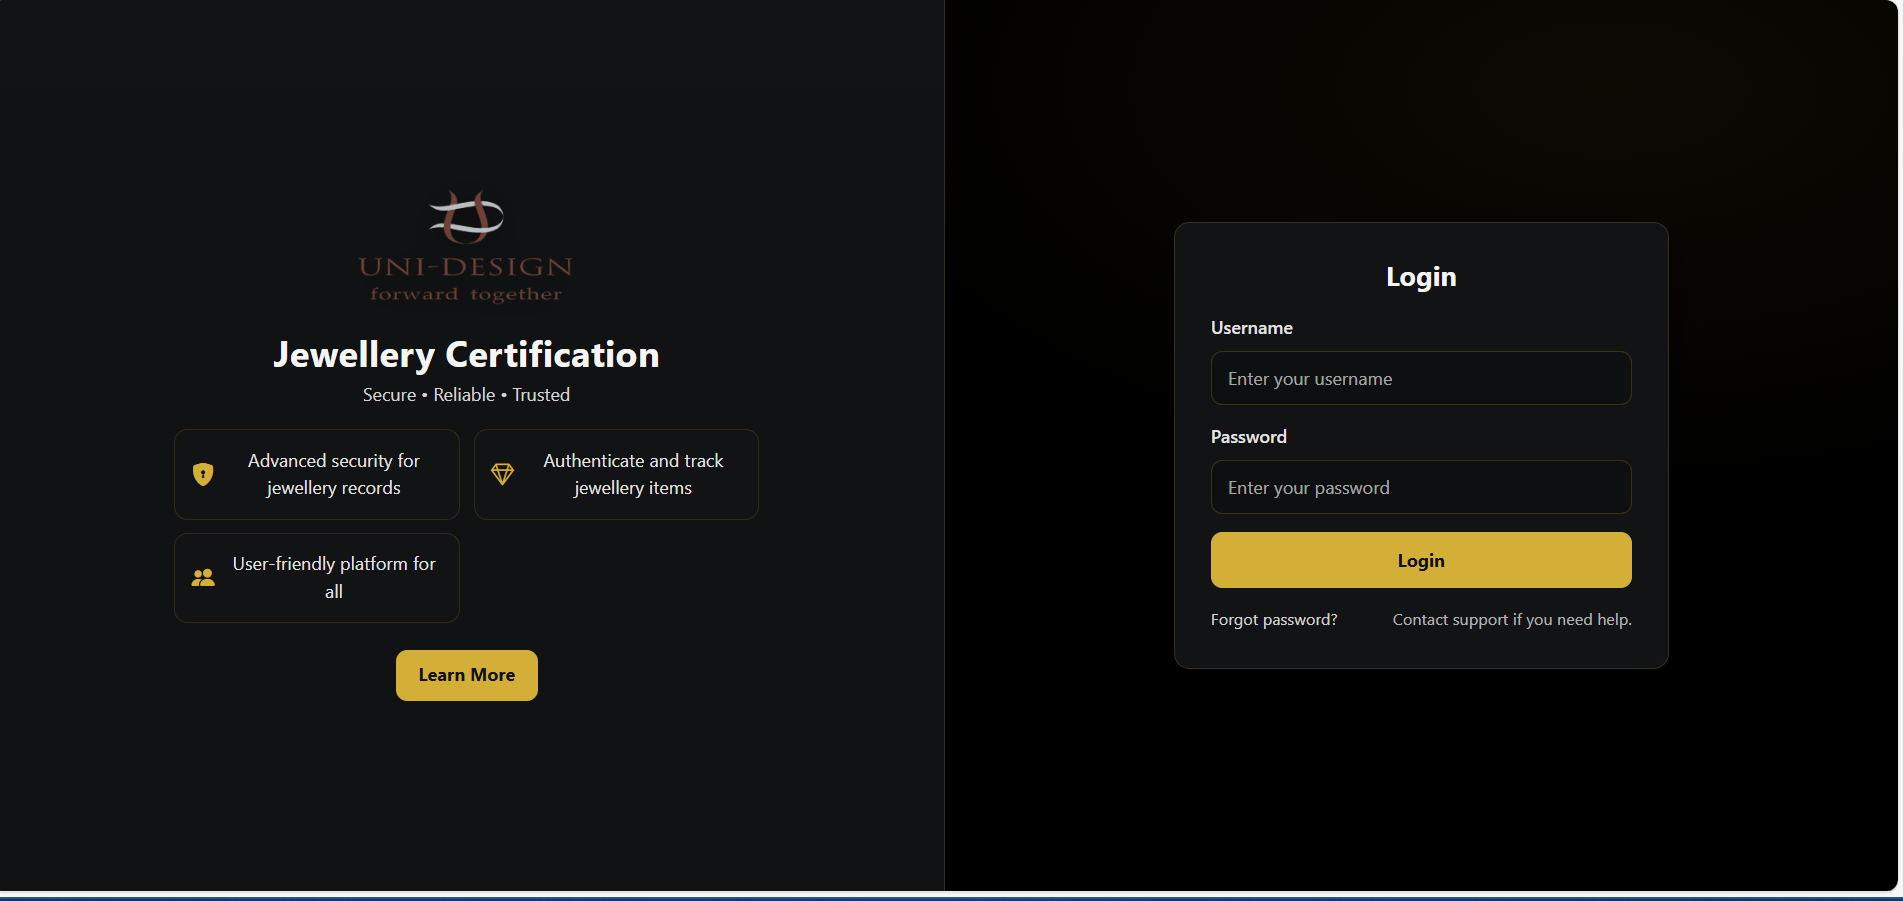 UNI-DESIGN
forward together
Jewellery Certification
Secure • Reliable • Trusted
Advanced security for
jewellery records
Authenticate and track
jewellery items
User-friendly platform for
all
Learn More
Login
Username
Enter your username
Password
Enter your password
Login
Forgot password?
Contact support if you need help.